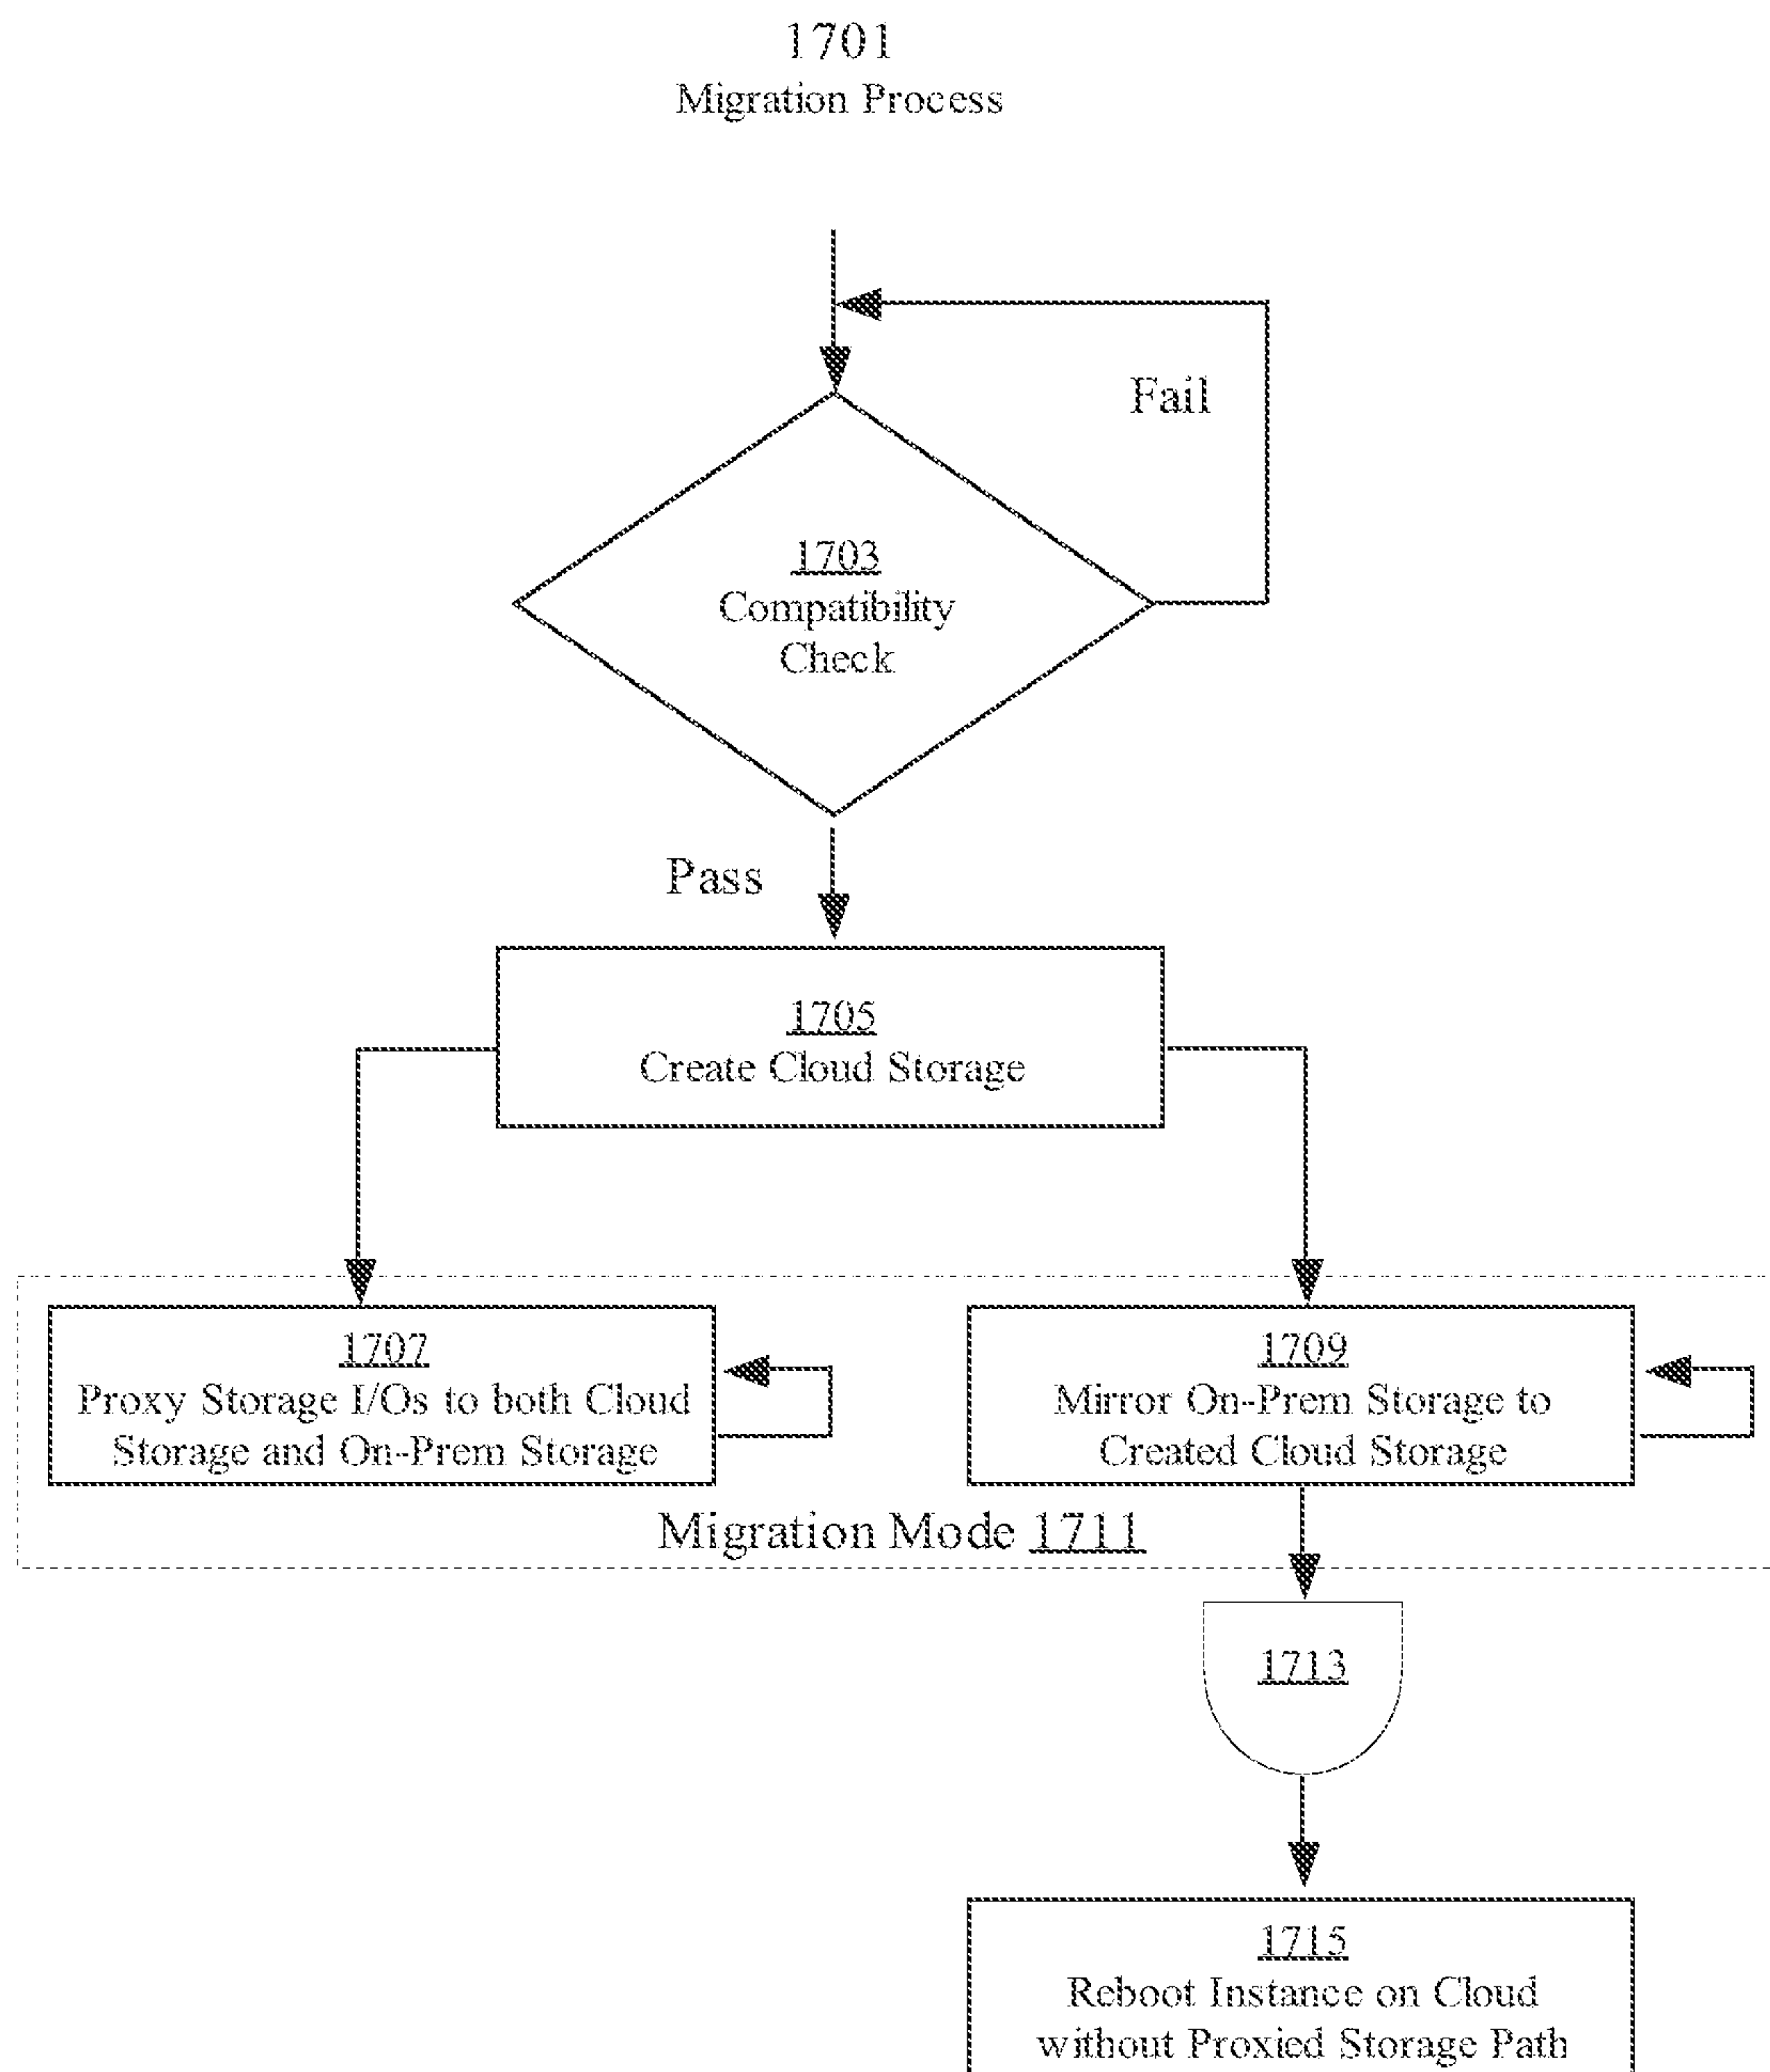 1701
Migration Process
Fail
1703
Compatibility
Check
Pass
1705
Create Cloud Storage
1707
Proxy Storage I/Os to both Cloud
Storage and On-Prem Storage
1709
Mirror On-Prem Storage to
Created Cloud Storage
Migration Mode 1711
1713
1715
Reboot Instance on Cloud
without Proxied Storage Path